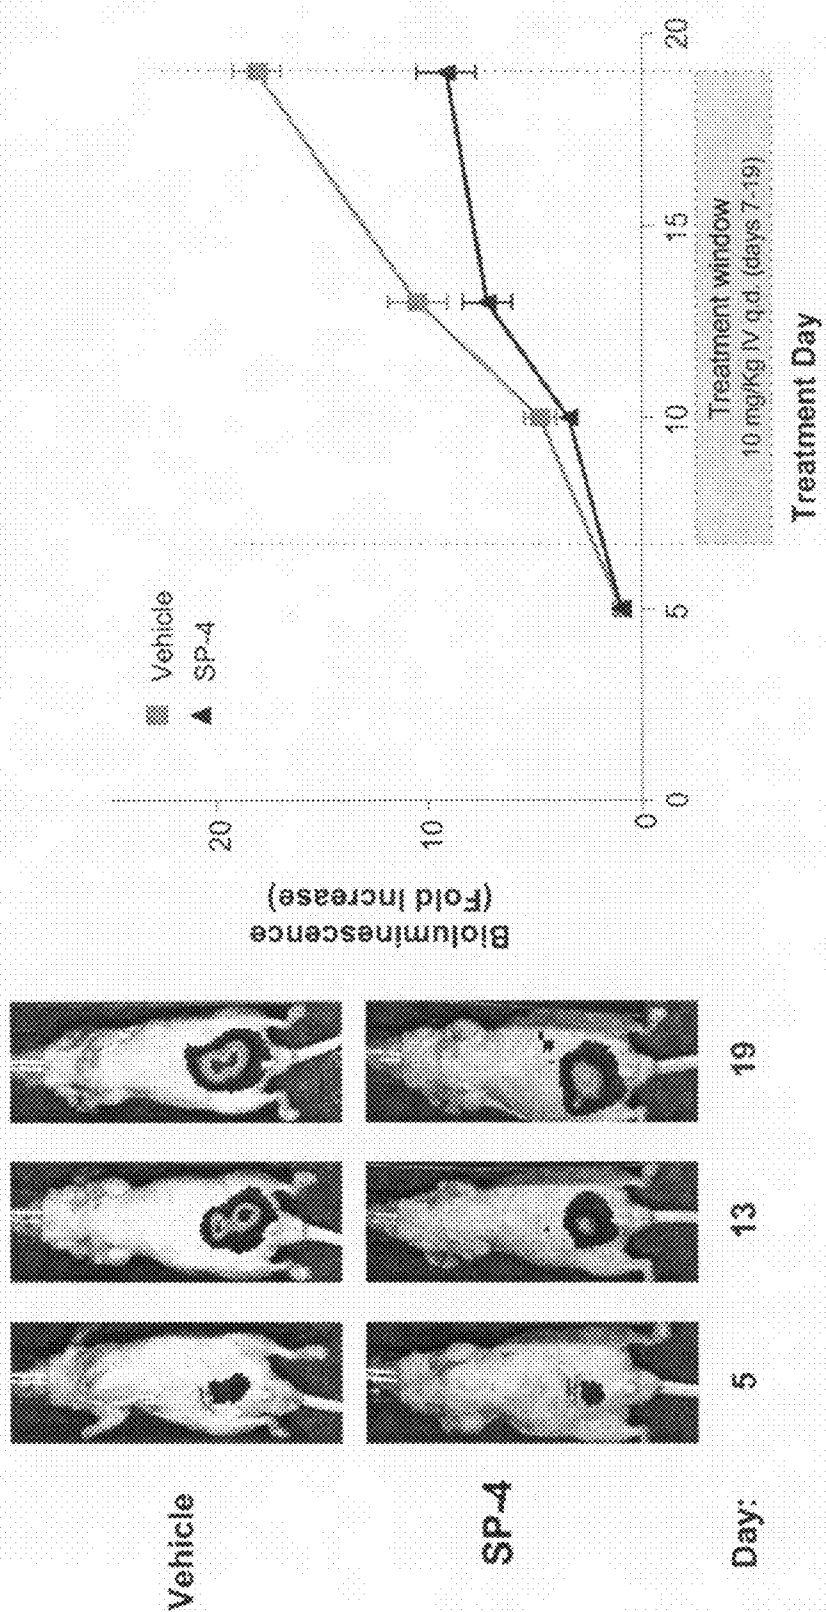 Vehicle
SP-4
Day:
5
13
19
Bioluminescence
(Fold Increase)
20
10
0
Vehicle
SP-4
0
5
10
15
20
Treatment window
10 mg/Kg IV q.d. (days 7-19)
Treatment Day